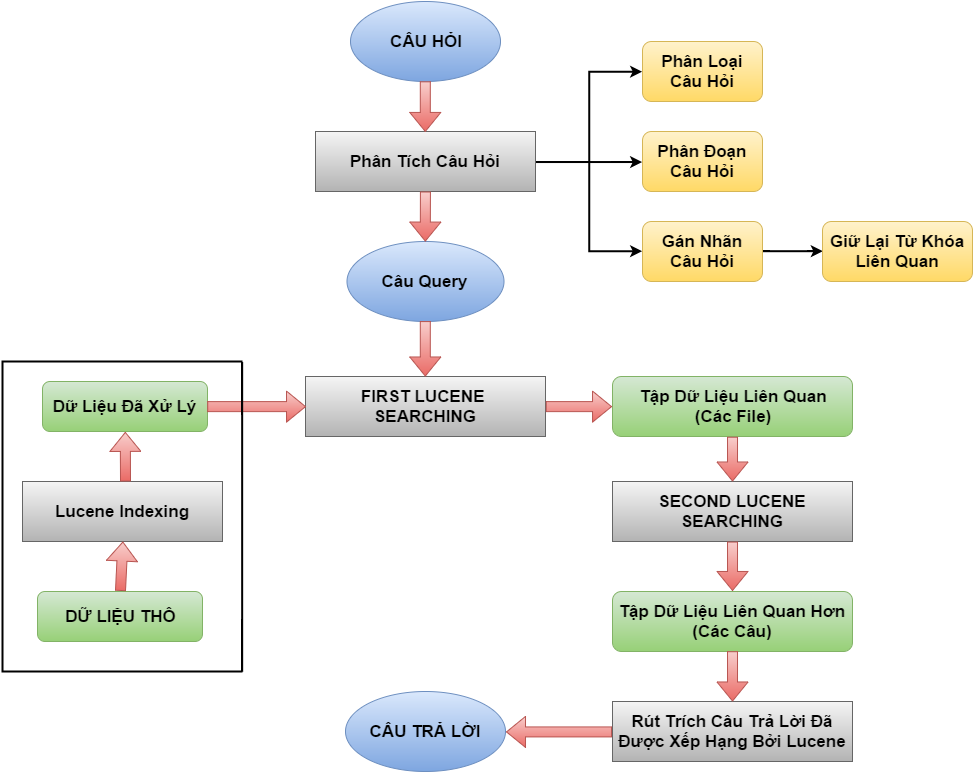 CÂU HỎI
Phân Tích Câu Hỏi
Phân Loại
Câu Hỏi
Phân Đoạn
Câu Hỏi
Gán Nhãn
Câu Hỏi
Giữ Lại Từ Khóa
Liên Quan
Câu Query
Dữ Liệu Đã Xử Lý
Lucene Indexing
DỮ LIỆU THÔ
FIRST LUCENE
SEARCHING
Tập Dữ Liệu Liên Quan
(Các File)
SECOND LUCENE
SEARCHING
Tập Dữ Liệu Liên Quan Hơn
(Các Câu)
Rút Trích Câu Trả Lời Đã
Được Xếp Hạng Bởi Lucene
CÂU TRẢ LỜI